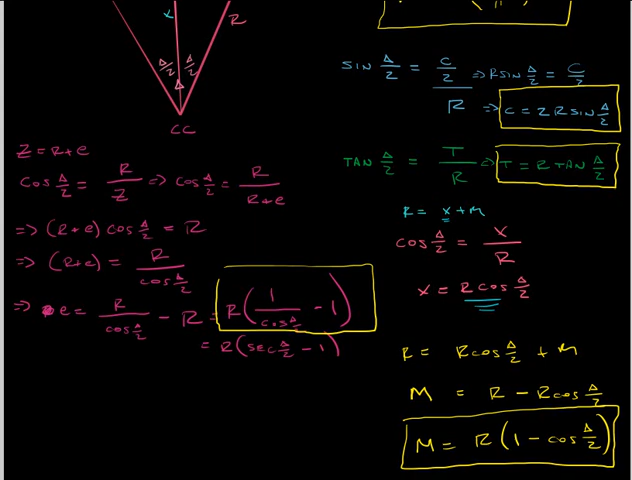 x
R
Δ/2 Δ/2
Δ
CC
Z = R+e
COS Δ/2 = R/Z => COS Δ/2 = R/(R+e)
=> (R+e) COS Δ/2 = R
=> (R+e) = R/COS Δ/2
=> e = R/COS Δ/2 - R = R(1/COS Δ/2 - 1)
= R(SEC Δ/2 - 1)
SIN Δ/2 = C/2 / R => R SIN Δ/2 = C/2
=> C = 2 R SIN Δ/2
TAN Δ/2 = T/R => T = R TAN Δ/2
R = x + M
COS Δ/2 = x/R
x = R COS Δ/2
R = R COS Δ/2 + M
M = R - R COS Δ/2
M = R(1 - COS Δ/2)